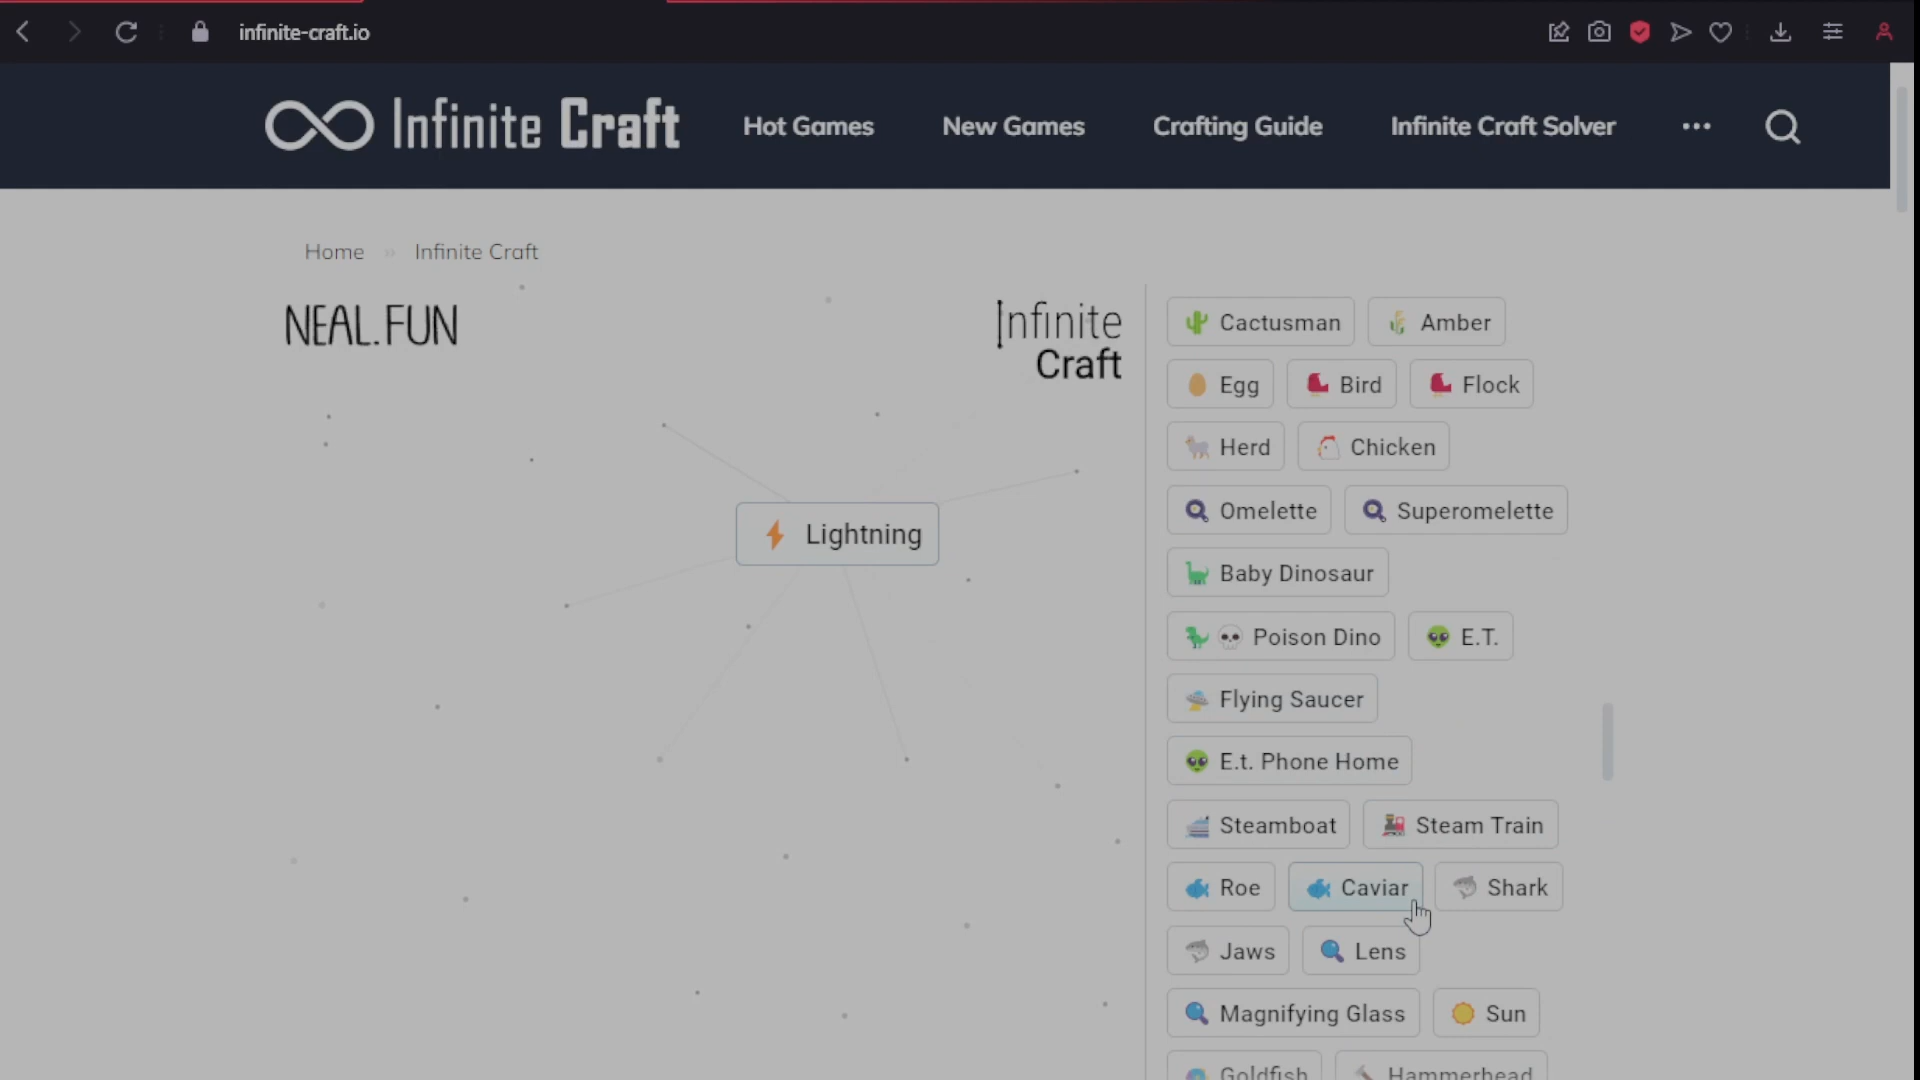 infinite-craft.io
Infinite Craft
Hot Games
New Games
Crafting Guide
Infinite Craft Solver
Home » Infinite Craft
NEAL.FUN
Infinite
Craft
Lightning
Cactusman Amber
Egg Bird Flock
Herd Chicken
Omelette Superomelette
Baby Dinosaur
Poison Dino E.T.
Flying Saucer
E.t. Phone Home
Steamboat Steam Train
Roe Caviar Shark
Jaws Lens
Magnifying Glass Sun
Goldfish Hammerhead